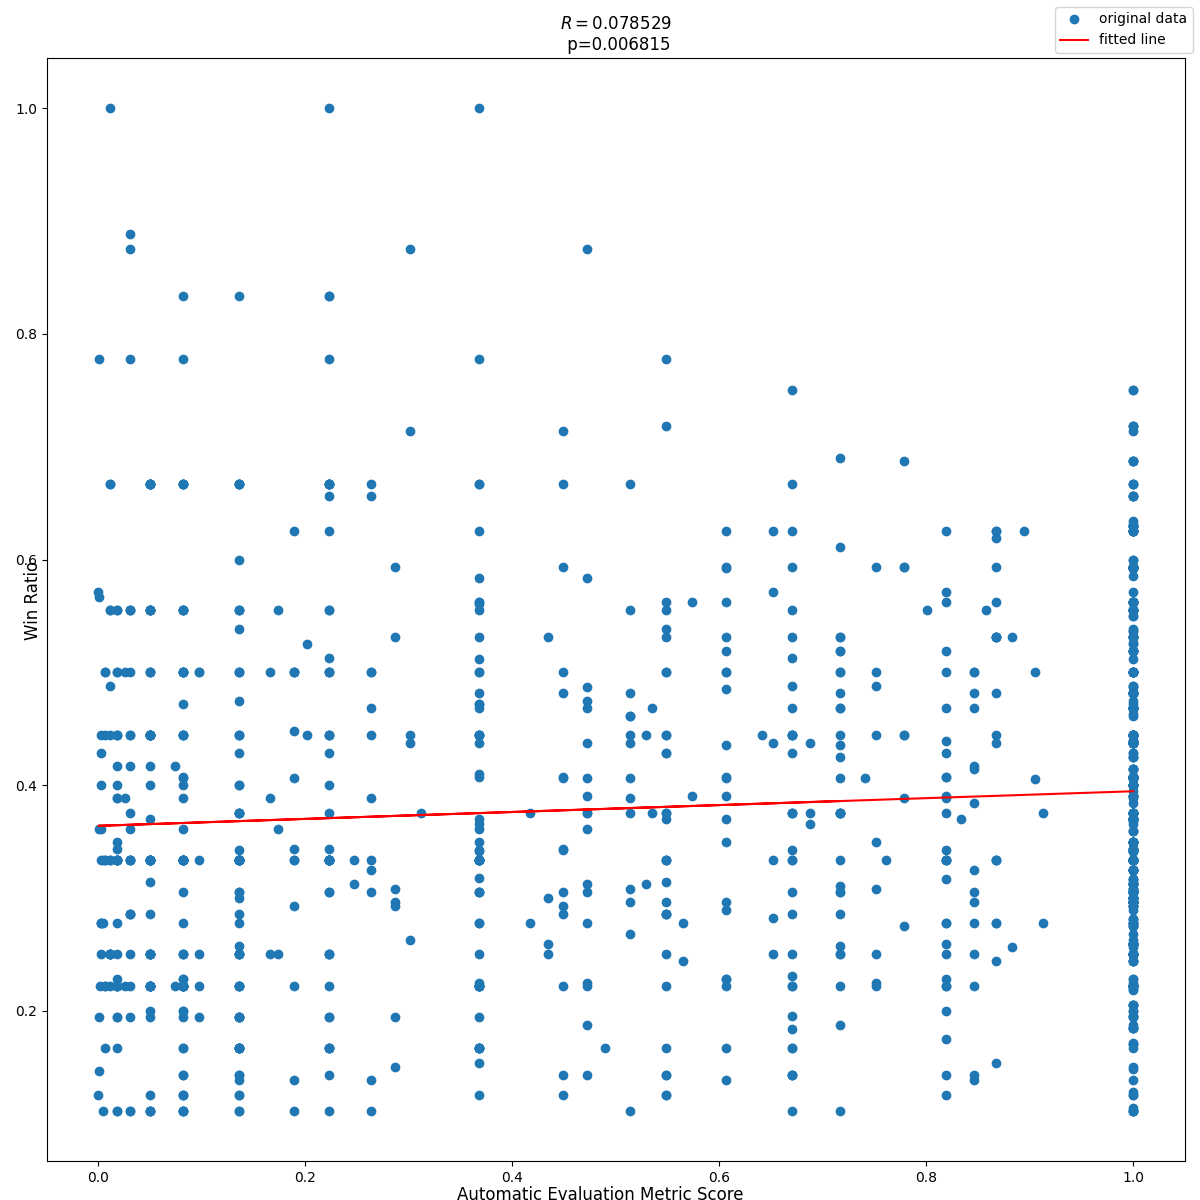 R = 0.078529
p=0.006815
original data
fitted line
1.0
0.8
0.6
0.4
0.2
Win Ratio
0.0 0.2 0.4 0.6 0.8 1.0
Automatic Evaluation Metric Score